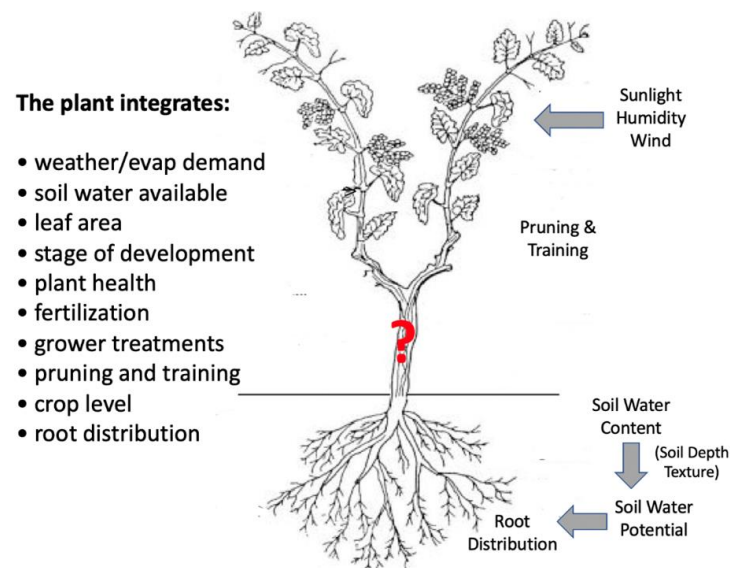 The plant integrates:
• weather/evap demand
• soil water available
• leaf area
• stage of development
• plant health
• fertilization
• grower treatments
• pruning and training
• crop level
• root distribution
Sunlight
Humidity
Wind
Pruning &
Training
?
Soil Water
Content
(Soil Depth
Texture)
Soil Water
Potential
Root
Distribution